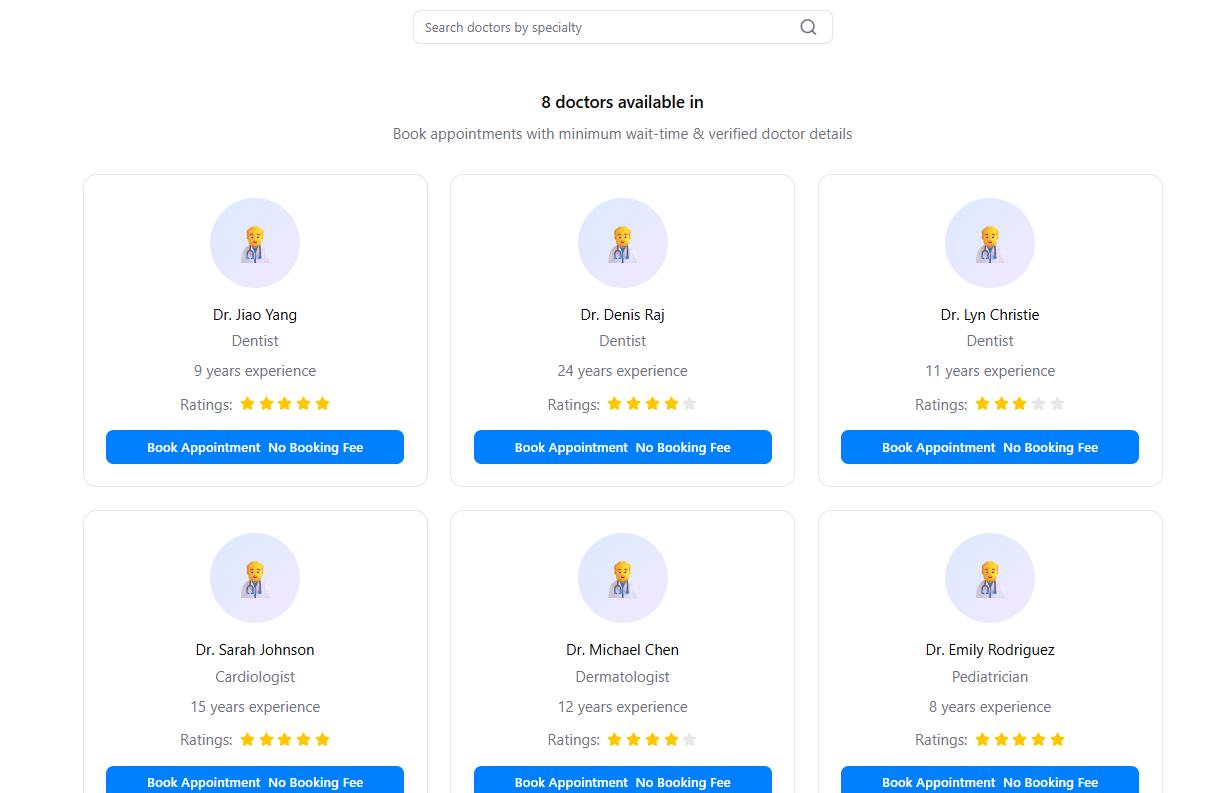 Search doctors by specialty
8 doctors available in
Book appointments with minimum wait-time & verified doctor details
Dr. Jiao Yang
Dentist
9 years experience
Ratings:
Book Appointment No Booking Fee
Dr. Denis Raj
Dentist
24 years experience
Ratings:
Book Appointment No Booking Fee
Dr. Lyn Christie
Dentist
11 years experience
Ratings:
Book Appointment No Booking Fee
Dr. Sarah Johnson
Cardiologist
15 years experience
Ratings:
Book Appointment No Booking Fee
Dr. Michael Chen
Dermatologist
12 years experience
Ratings:
Book Appointment No Booking Fee
Dr. Emily Rodriguez
Pediatrician
8 years experience
Ratings:
Book Appointment No Booking Fee